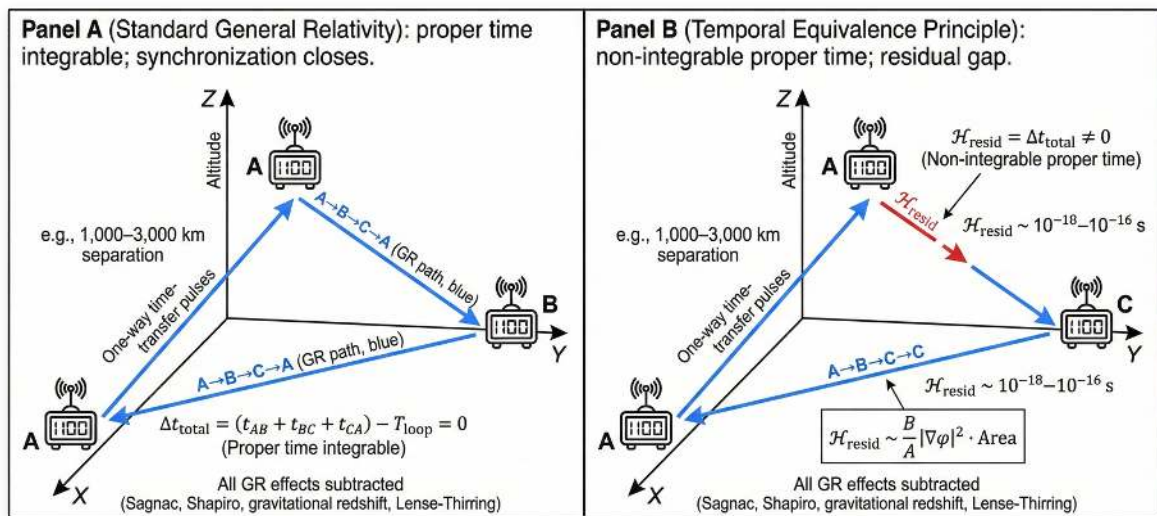 Panel A (Standard General Relativity): proper time
integrable; synchronization closes.
Z
Altitude
A
1100
e.g., 1,000–3,000 km
separation
A→B→C→A (GR path, blue)
One-way time-
transfer pulses
B
1100
Y
A→B→C→A (GR path, blue)
A
1100
Δt_total = (t_AB + t_BC + t_CA) − T_loop = 0
(Proper time integrable)
X
All GR effects subtracted
(Sagnac, Shapiro, gravitational redshift, Lense-Thirring)
Panel B (Temporal Equivalence Principle):
non-integrable proper time; residual gap.
Z
Altitude
A
1100
ℋ_resid = Δt_total ≠ 0
(Non-integrable proper time)
ℋ_resid
ℋ_resid ~ 10⁻¹⁸–10⁻¹⁶ s
e.g., 1,000–3,000 km
separation
One-way time-
transfer pulses
C
1100
Y
A→B→C→C
ℋ_resid ~ 10⁻¹⁸–10⁻¹⁶ s
A
1100
ℋ_resid ~ B/A |∇φ|² · Area
X
All GR effects subtracted
(Sagnac, Shapiro, gravitational redshift, Lense-Thirring)